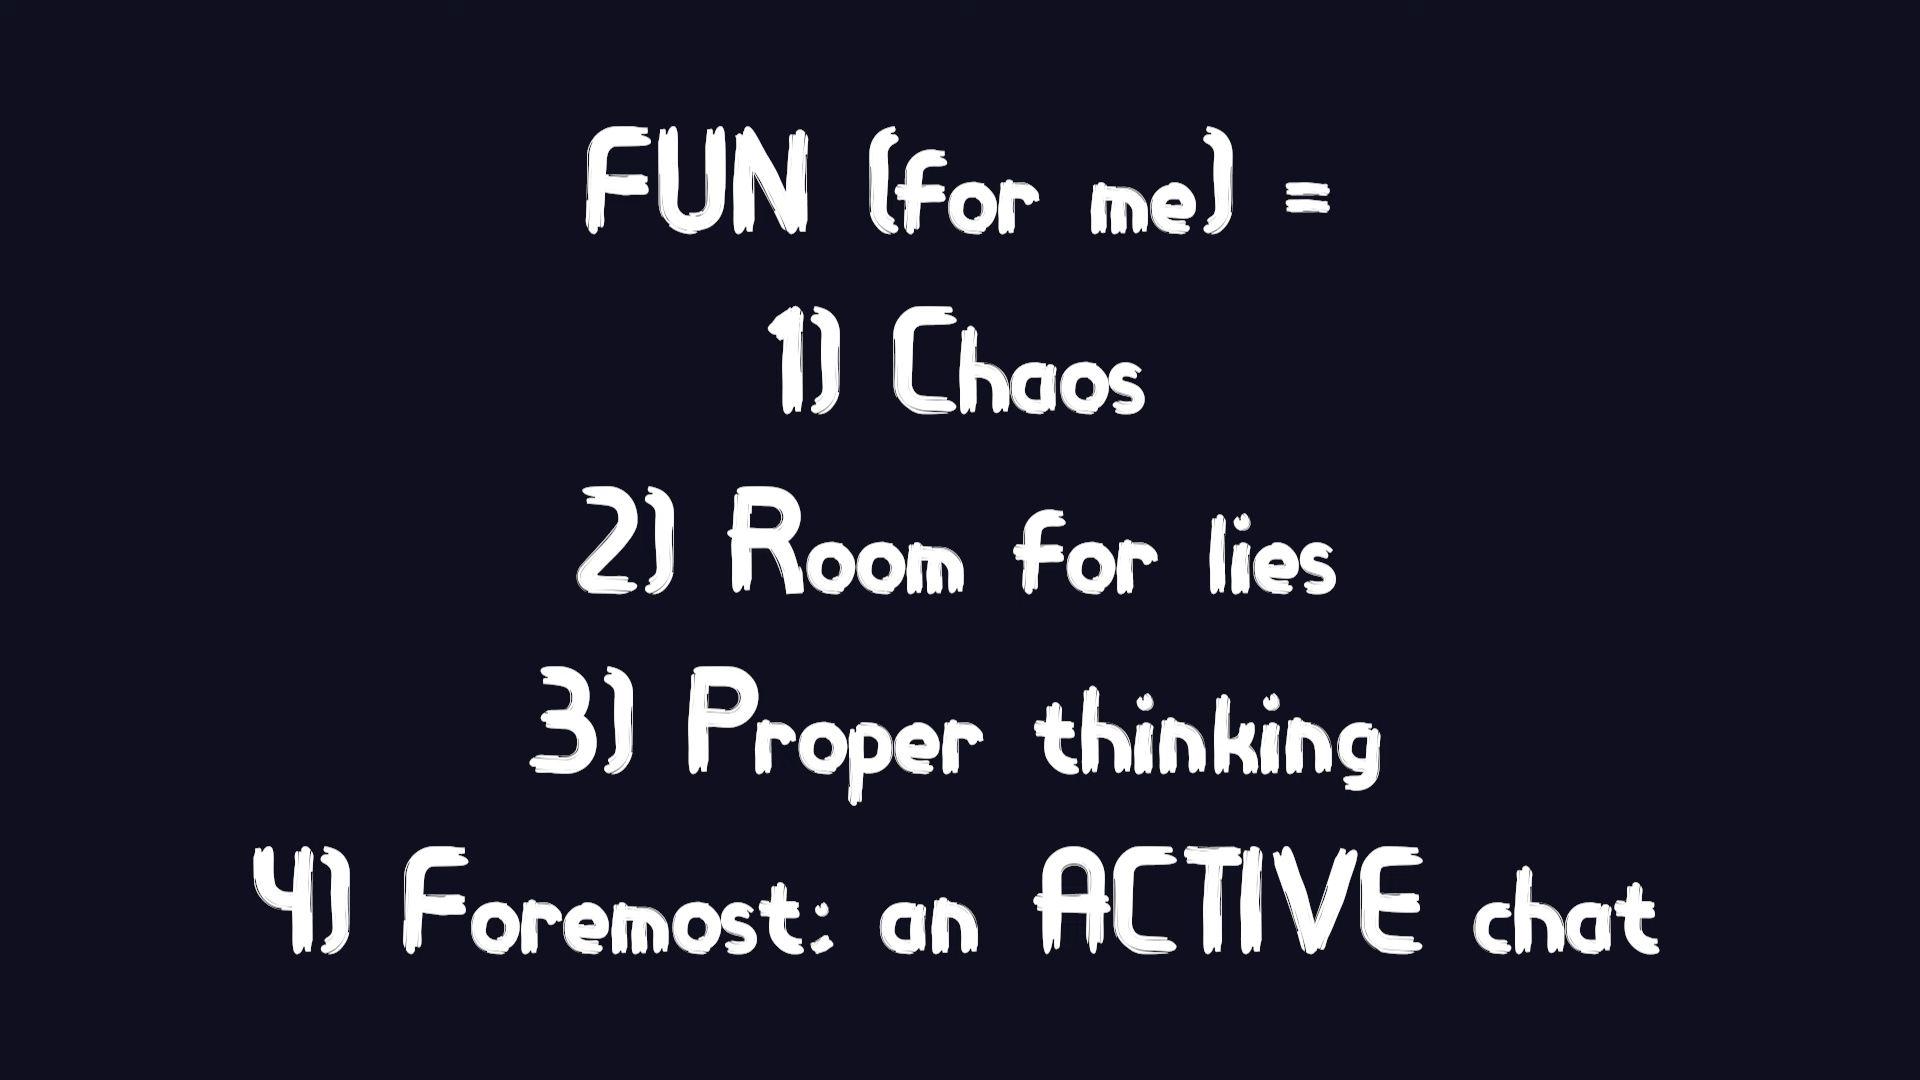 FUN (for me) =
1) Chaos
2) Room for lies
3) Proper thinking
4) Foremost; an ACTIVE chat